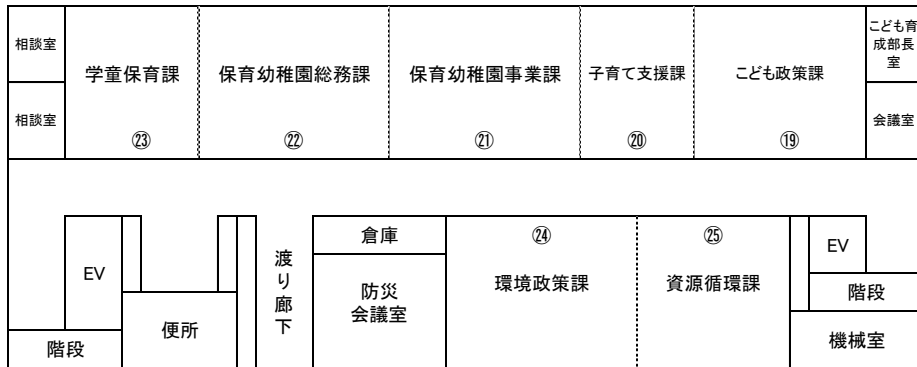 相談室
相談室
学童保育課
㉓
保育幼稚園総務課
㉒
保育幼稚園事業課
㉑
子育て支援課
⑳
こども政策課
⑲
こども育
成部長
室
会議室
EV
階段
便所
渡り廊下
倉庫
防災
会議室
㉔
環境政策課
㉕
資源循環課
EV
階段
機械室